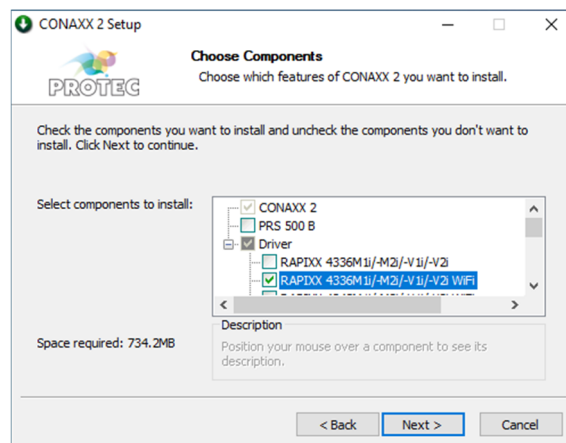 CONAXX 2 Setup
PROTEC
Choose Components
Choose which features of CONAXX 2 you want to install.
Check the components you want to install and uncheck the components you don't want to
install. Click Next to continue.
Select components to install:
CONAXX 2
PRS 500 B
Driver
RAPIXX 4336M1i/-M2i/-V1i/-V2i
RAPIXX 4336M1i/-M2i/-V1i/-V2i WiFi
Space required: 734.2MB
Description
Position your mouse over a component to see its
description.
< Back
Next >
Cancel